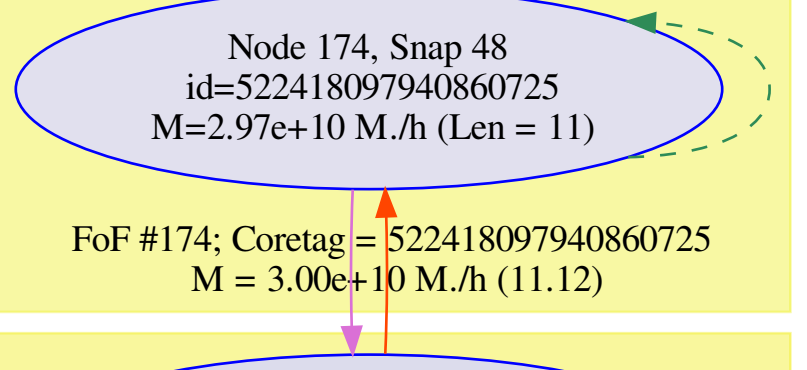 Node 174, Snap 48
id=522418097940860725
M=2.97e+10 M./h (Len = 11)
FoF #174; Coretag = 522418097940860725
M = 3.00e+10 M./h (11.12)